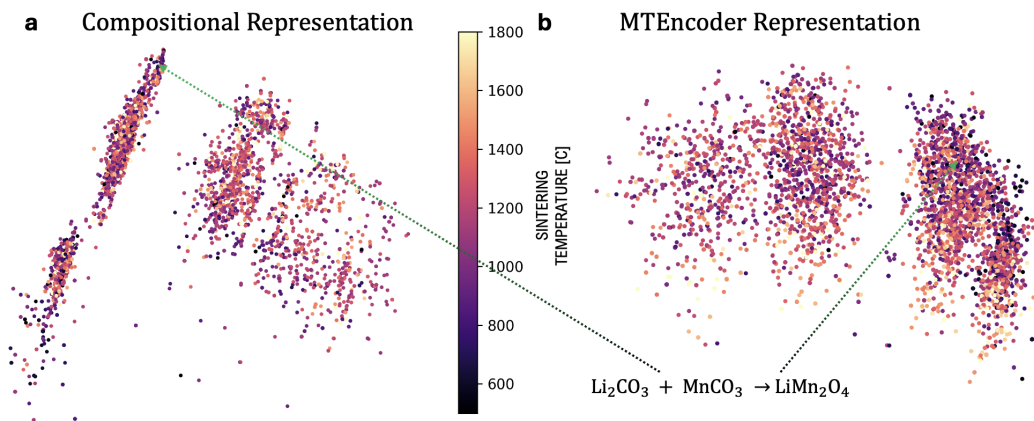 a Compositional Representation
b MTEncoder Representation
1800
1600
1400
1200
1000
800
600
SINTERING
TEMPERATURE [C]
Li₂CO₃ + MnCO₃ → LiMn₂O₄